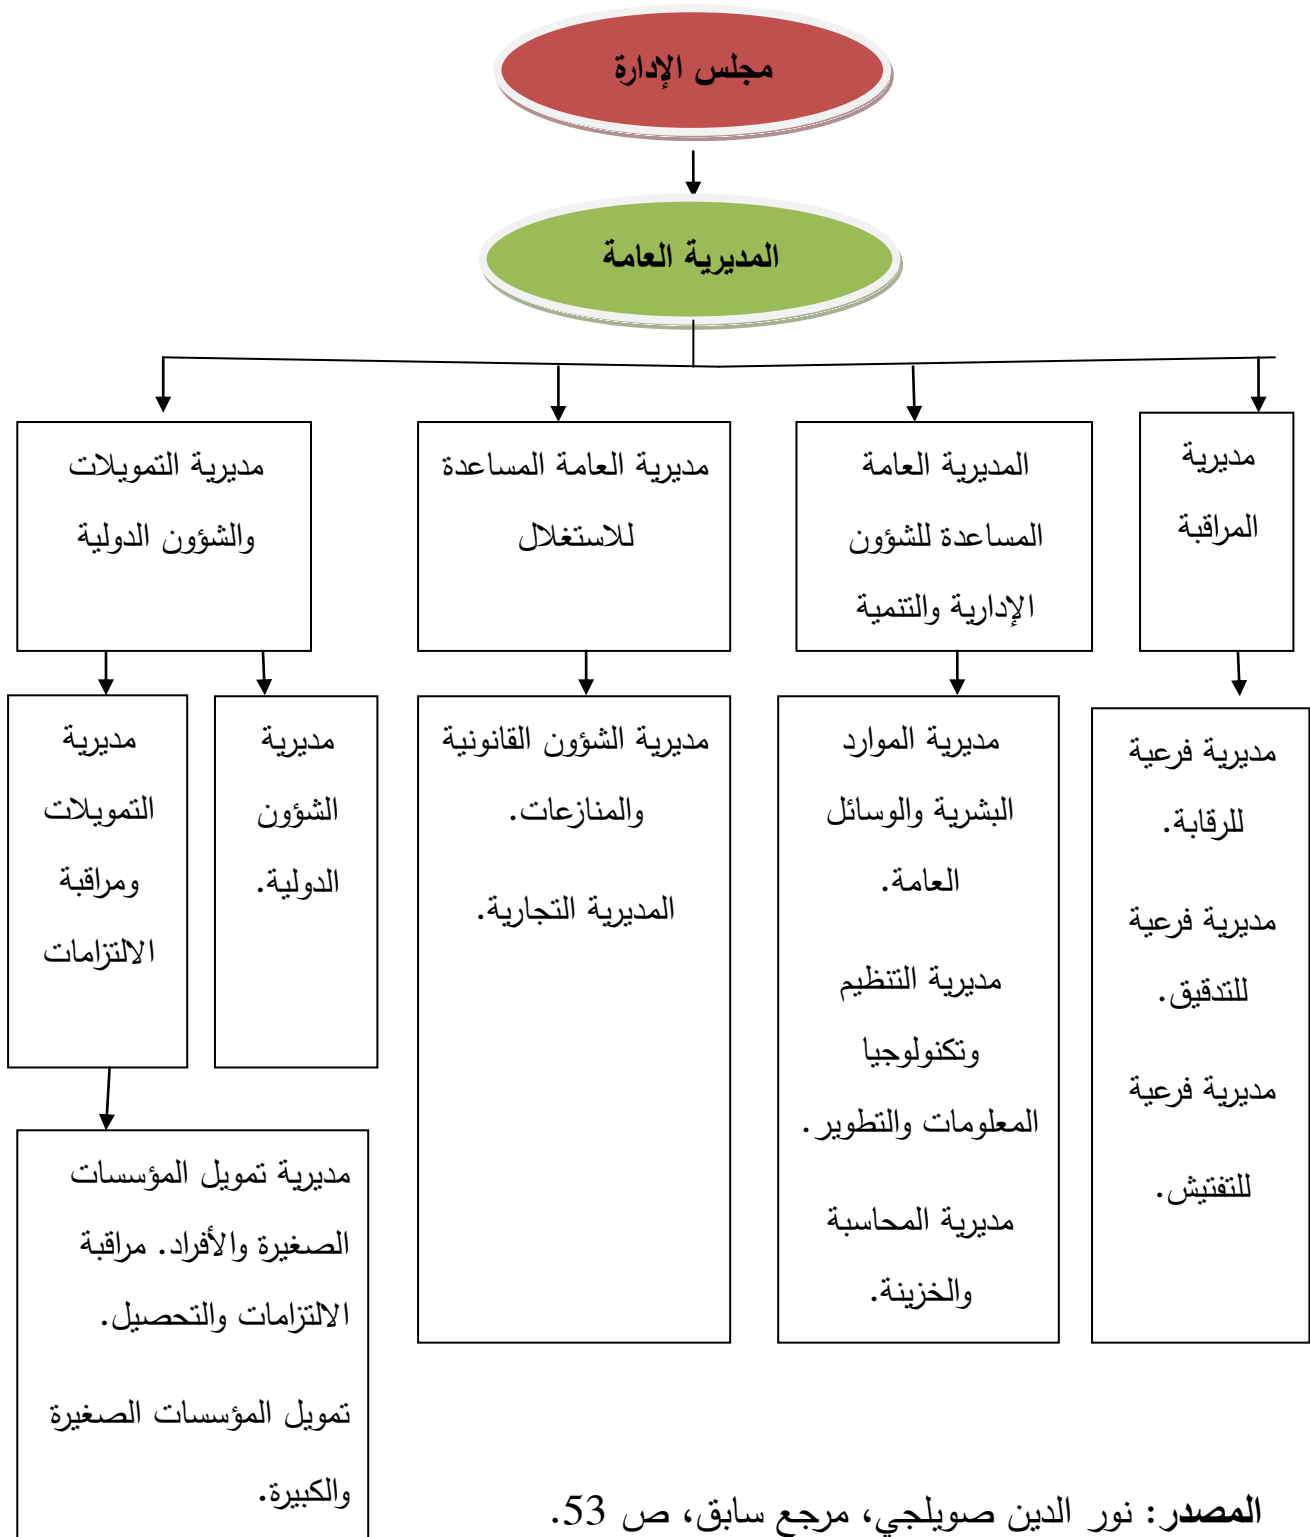 مجلس الإدارة
المديرية العامة
مديرية
المراقبة
المديرية العامة
المساعدة للشؤون
الإدارية والتنمية
مديرية العامة المساعدة
للاستغلال
مديرية التمويلات
والشؤون الدولية
مديرية فرعية
للرقابة.
مديرية فرعية
للتدقيق.
مديرية فرعية
للتفتيش.
مديرية الموارد
البشرية والوسائل
العامة.
مديرية التنظيم
وتكنولوجيا
المعلومات والتطوير.
مديرية المحاسبة
والخزينة.
مديرية الشؤون القانونية
والمنازعات.
المديرية التجارية.
مديرية
الشؤون
الدولية.
مديرية
التمويلات
ومراقبة
الالتزامات
مديرية تمويل المؤسسات
الصغيرة والأفراد. مراقبة
الالتزامات والتحصيل.
تمويل المؤسسات الصغيرة
والكبيرة.
المصدر: نور الدين صويلجي، مرجع سابق، ص 53.